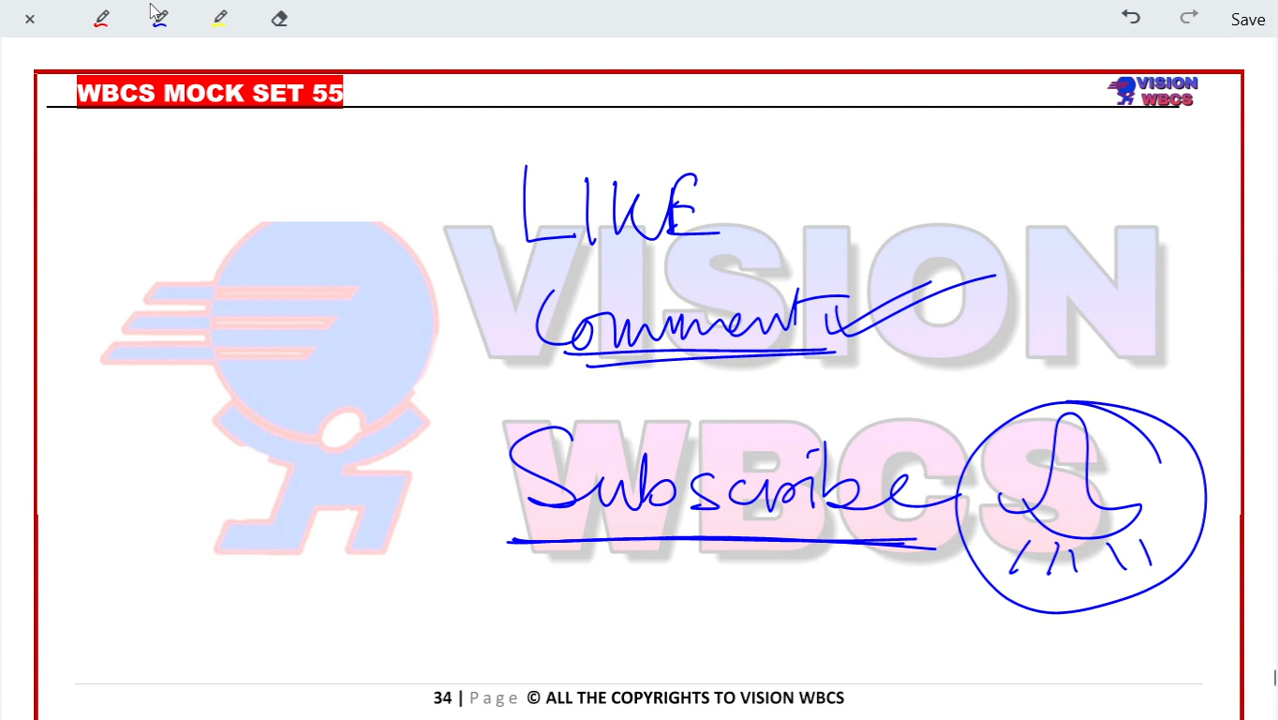 Save
WBCS MOCK SET 55
VISION
WBCS
LIKE
Comment
Subscribe
VISION
WBCS
34 | Page © ALL THE COPYRIGHTS TO VISION WBCS